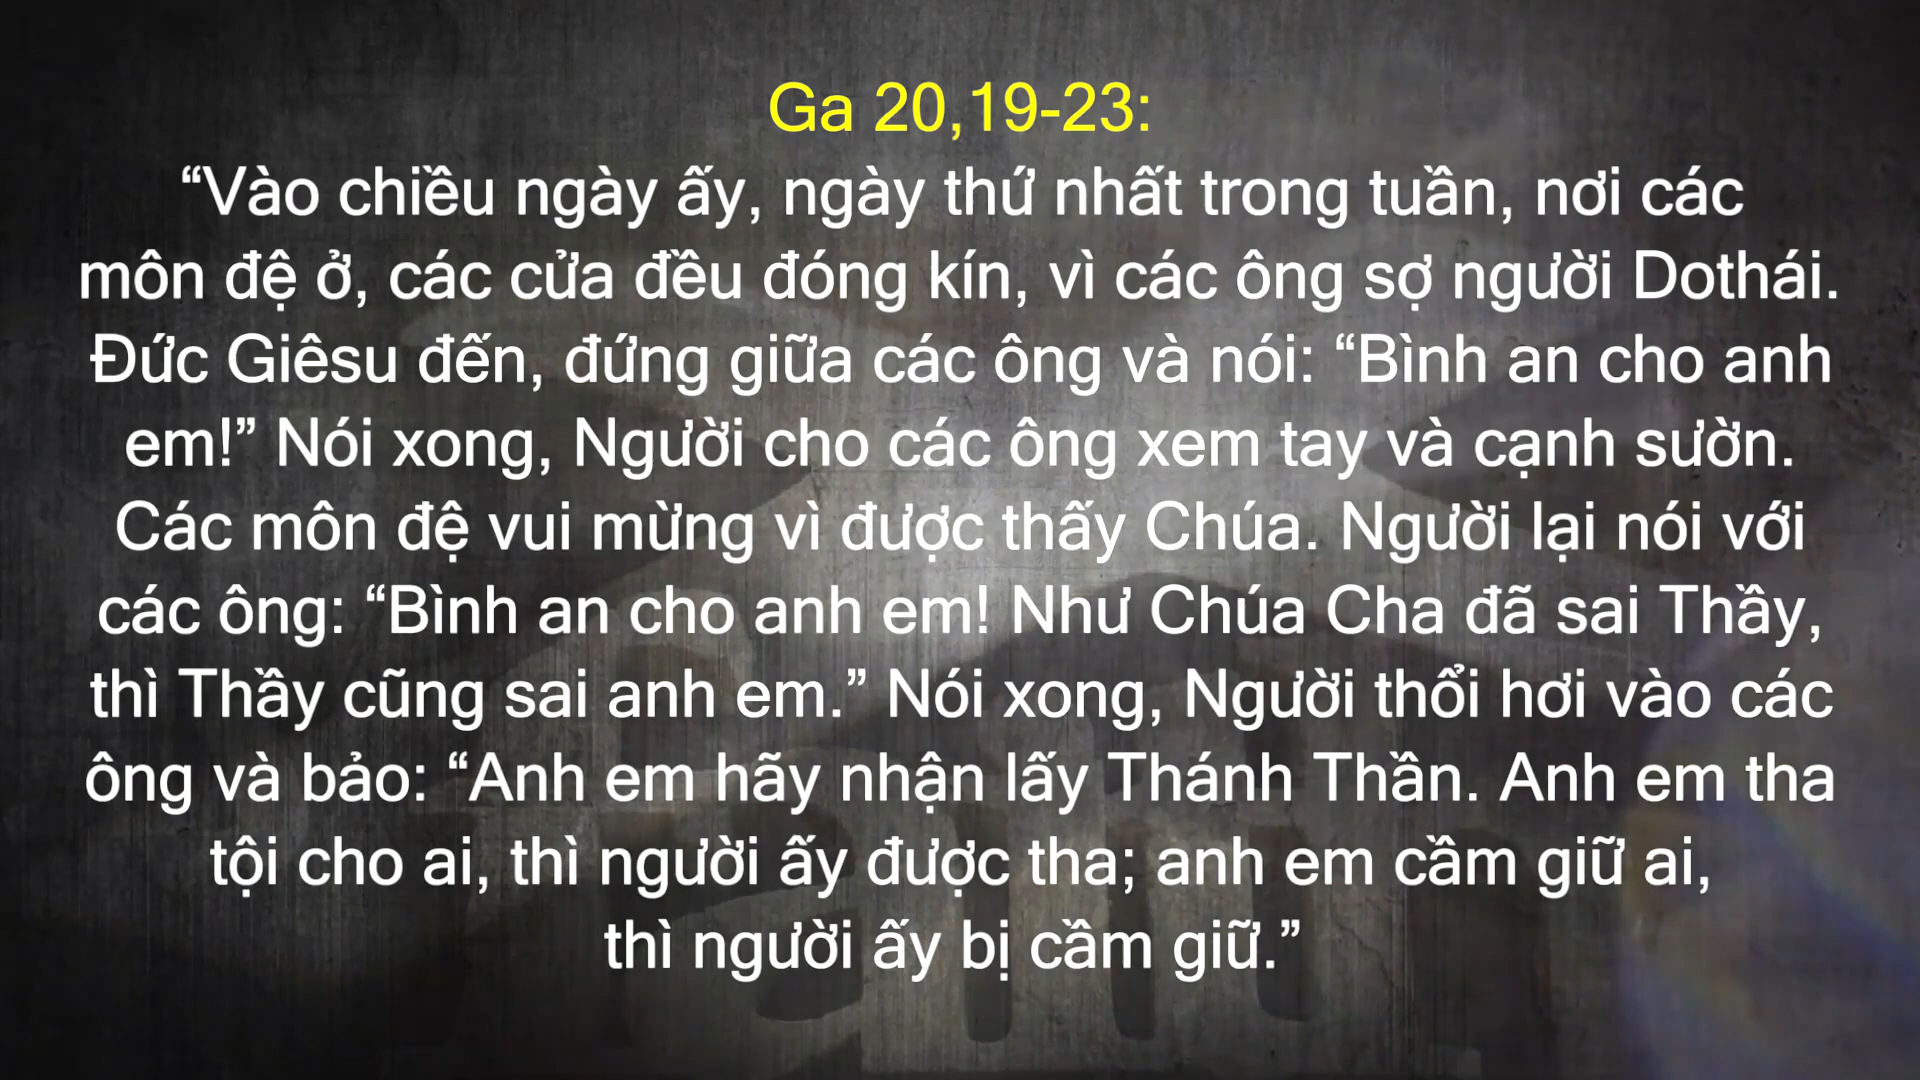 Ga 20,19-23:
“Vào chiều ngày ấy, ngày thứ nhất trong tuần, nơi các
môn đệ ở, các cửa đều đóng kín, vì các ông sợ người Dothái.
Đức Giêsu đến, đứng giữa các ông và nói: “Bình an cho anh
em!” Nói xong, Người cho các ông xem tay và cạnh sườn.
Các môn đệ vui mừng vì được thấy Chúa. Người lại nói với
các ông: “Bình an cho anh em! Như Chúa Cha đã sai Thầy,
thì Thầy cũng sai anh em.” Nói xong, Người thổi hơi vào các
ông và bảo: “Anh em hãy nhận lấy Thánh Thần. Anh em tha
tội cho ai, thì người ấy được tha; anh em cầm giữ ai,
thì người ấy bị cầm giữ.”